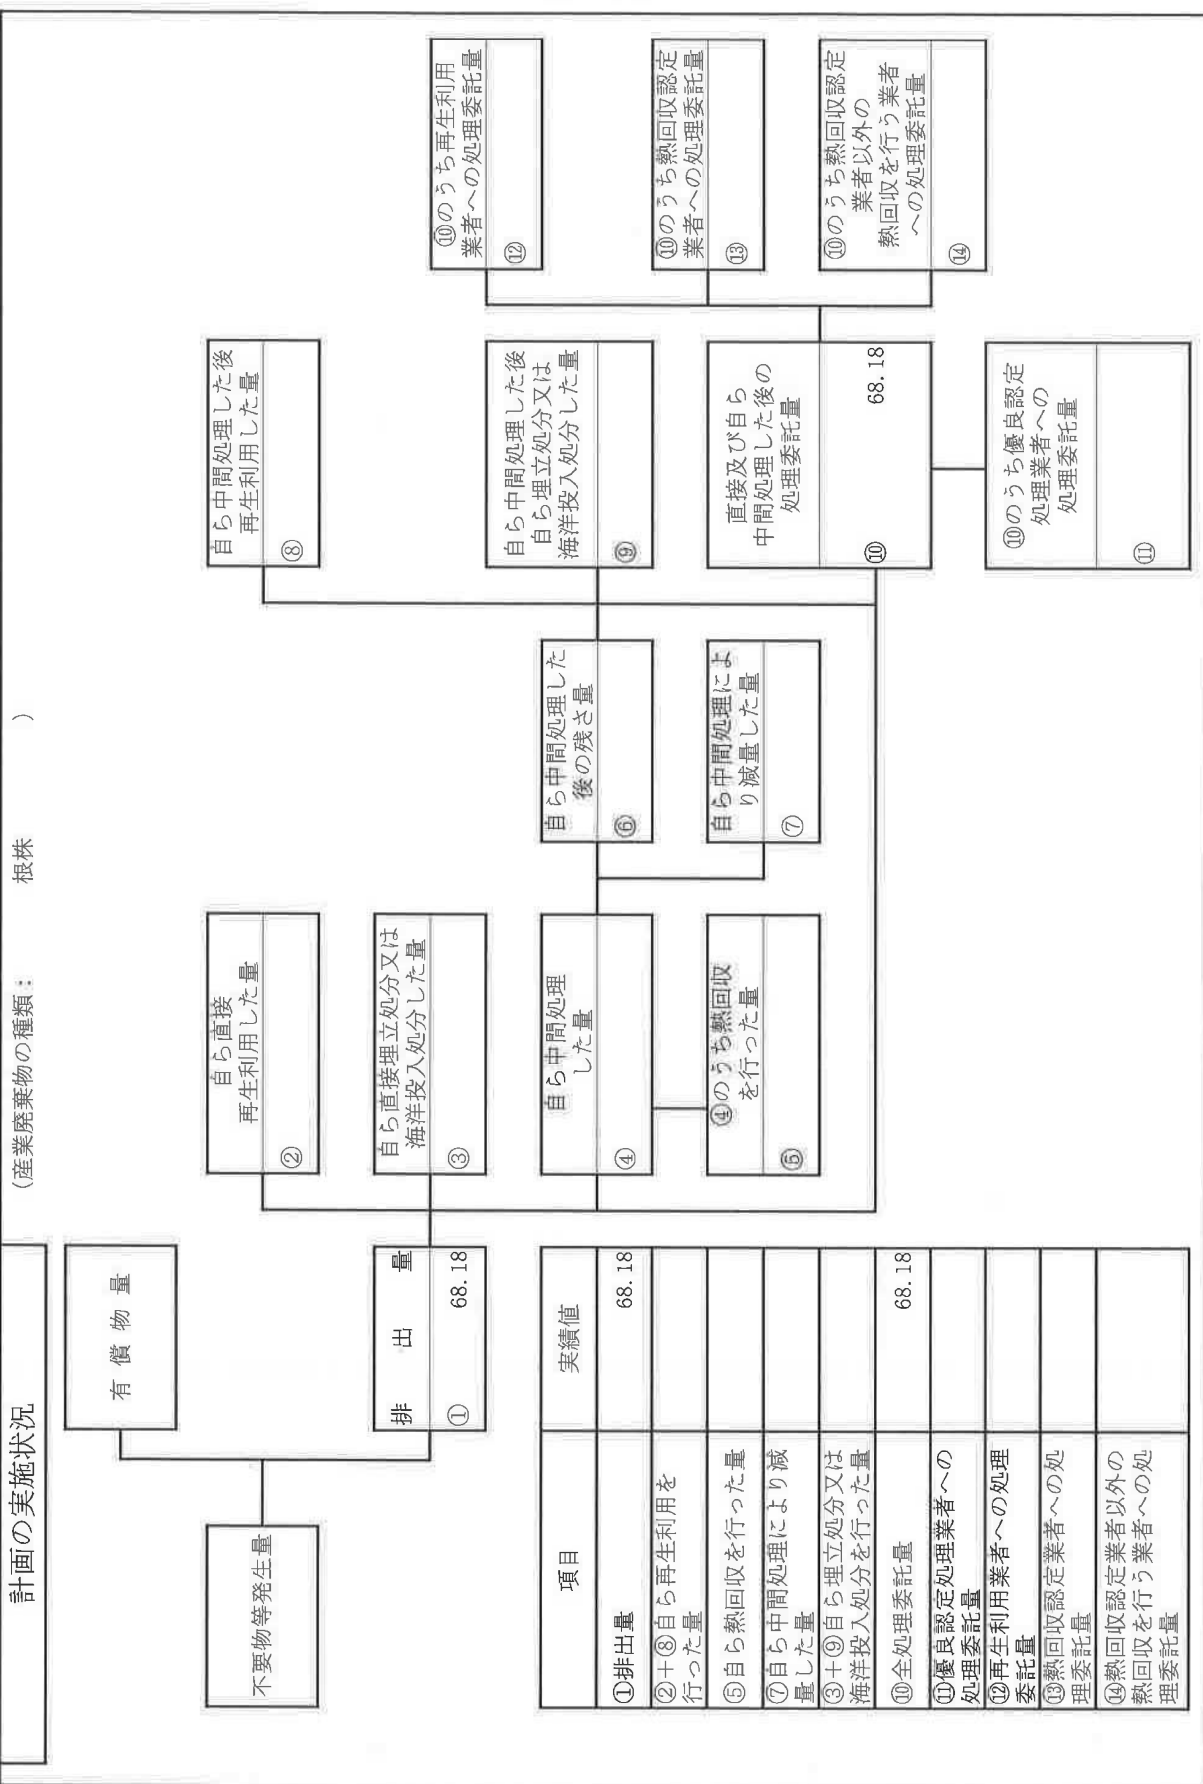 計画の実施状況
(産業廃棄物の種類： 根株 )
不要物等発生量
有償物量
排出量
① 68.18
自ら直接
再生利用した量
②
自ら直接埋立処分又は
海洋投入処分した量
③
自ら中間処理
した量
④
④のうち熱回収
を行った量
⑤
自ら中間処理した
後の残さ量
⑥
自ら中間処理によ
り減量した量
⑦
自ら中間処理した後
再生利用した量
⑧
自ら中間処理した後
自ら埋立処分又は
海洋投入処分した量
⑨
直接及び自ら
中間処理した後の
処理委託量
⑩ 68.18
⑩のうち優良認定
処理業者への
処理委託量
⑪
⑩のうち再生利用
業者への処理委託量
⑫
⑩のうち熱回収認定
業者への処理委託量
⑬
⑩のうち熱回収認定
業者以外の
熱回収を行う業者
への処理委託量
⑭
項目 実績値
①排出量 68.18
②＋⑧自ら再生利用を
行った量
⑤自ら熱回収を行った量
⑦自ら中間処理により減
量した量
③＋⑨自ら埋立処分又は
海洋投入処分を行った量
⑩全処理委託量 68.18
⑪優良認定処理業者への
処理委託量
⑫再生利用業者への処理
委託量
⑬熱回収認定業者への処
理委託量
⑭熱回収認定業者以外の
熱回収を行う業者への処
理委託量